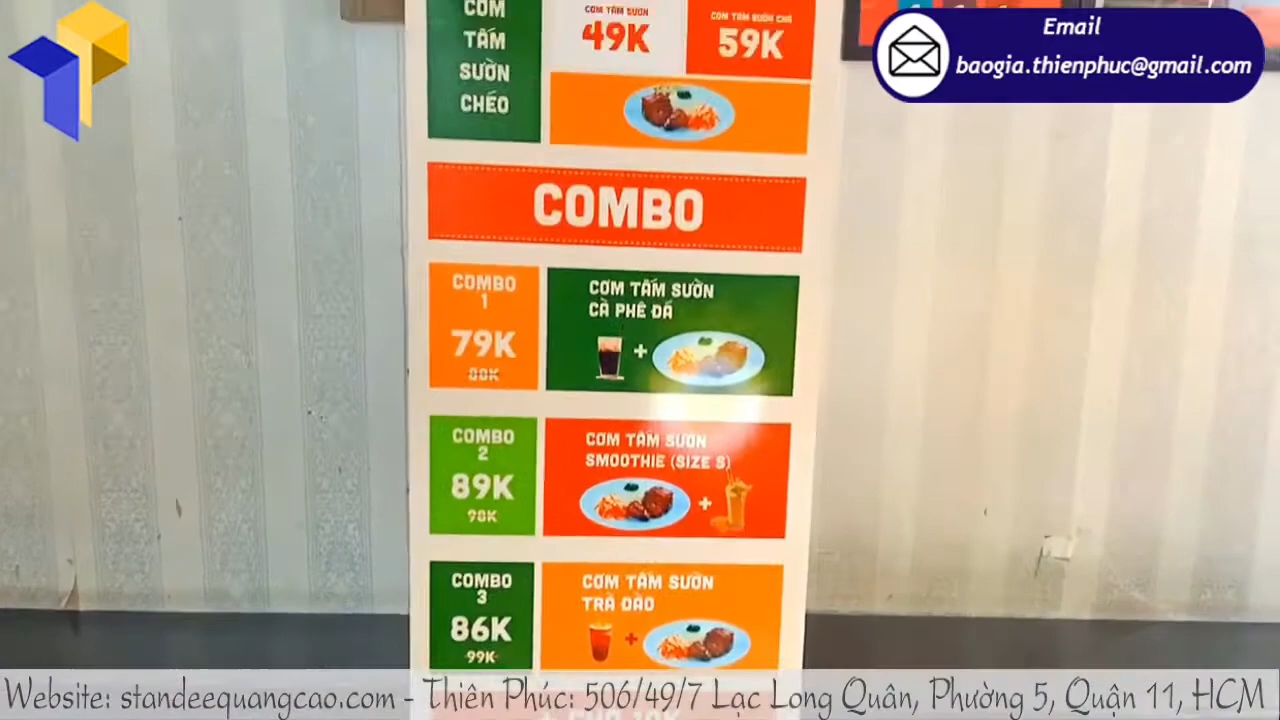 CƠM
TẤM
SƯỜN
CHÉO
CƠM TẤM SƯỜN
49K
CƠM TẤM SƯỜN CHẢ
59K
Email
baogia.thienphuc@gmail.com
COMBO
COMBO
1
79K
88K
CƠM TẤM SƯỜN
CÀ PHÊ ĐÁ
COMBO
2
89K
98K
CƠM TẤM SƯỜN
SMOOTHIE (SIZE S)
COMBO
3
86K
99K
CƠM TẤM SƯỜN
TRÀ ĐÀO
Website: standeequangcao.com - Thiên Phúc: 506/49/7 Lạc Long Quân, Phường 5, Quận 11, HCM